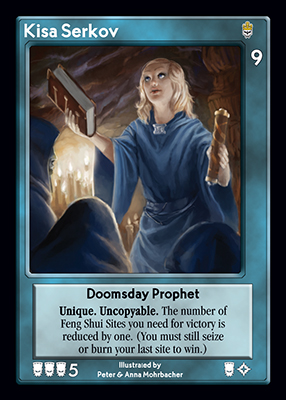 Kisa Serkov
9
Doomsday Prophet
Unique. Uncopyable. The number of
Feng Shui Sites you need for victory is
reduced by one. (You must still seize
or burn your last site to win.)
5
Illustrated by
Peter & Anna Mohrbacher